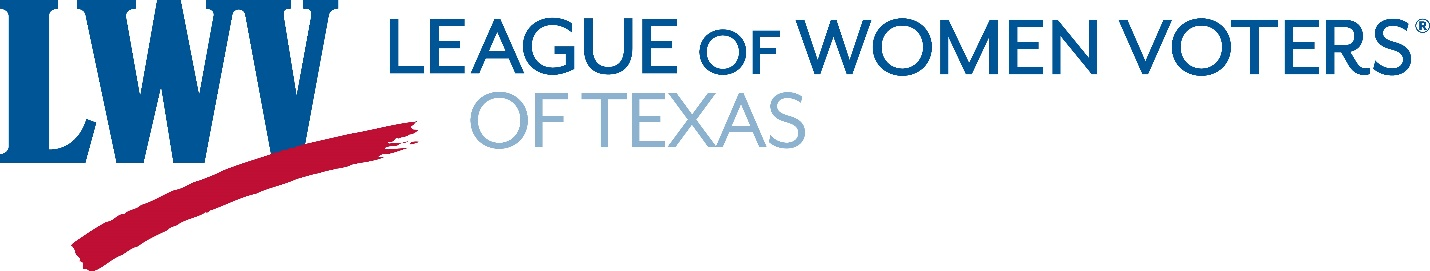 LWV
LEAGUE OF WOMEN VOTERS®
OF TEXAS